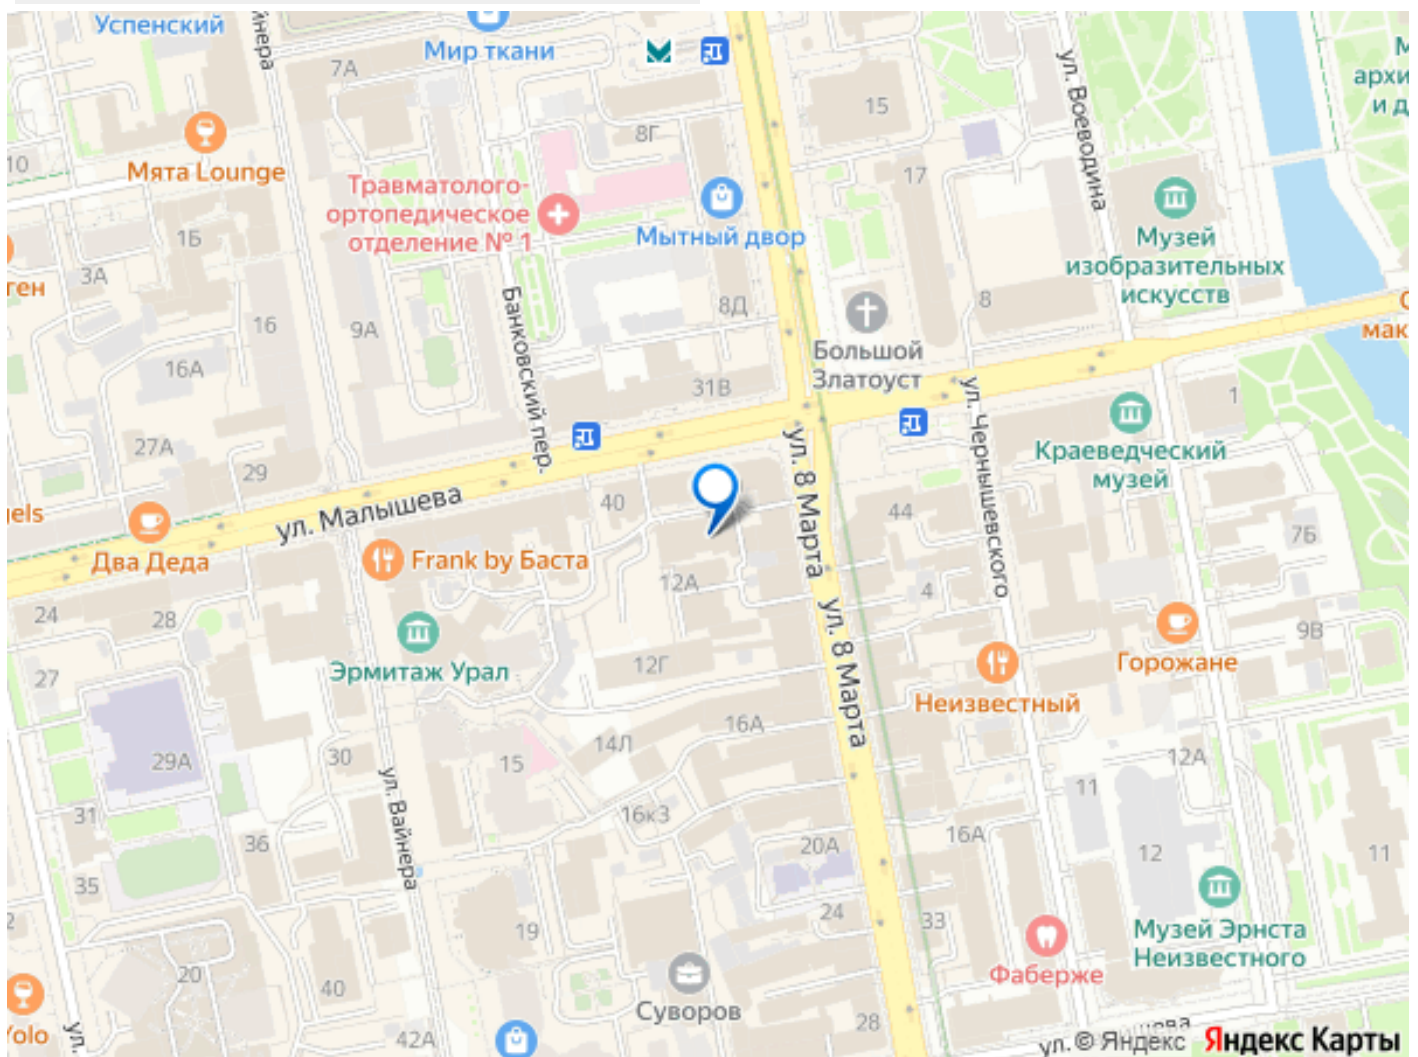 Успенский
Мир ткани
7А
15
8Г
10
Мята Lounge
ул. Воеводина
17
Травматолого-
ортопедическое
отделение № 1
Мытный двор
Музей
изобразительных
искусств
1Б
3А
16
9А
16А
Банковский пер.
8Д
8
Большой
Златоуст
31В
1
27А
29
ул. Малышева
40
ул. 8 Марта
44
ул. Чернышевского
Краеведческий
музей
7Б
Два Деда
Frank by Баста
12А
4
24
28
Эрмитаж Урал
12Г
ул. 8 Марта
Неизвестный
Горожане
9В
27
16А
14Л
15
30
29А
ул. Вайнера
12А
11
31
36
16к3
20А
16А
12
11
35
19
24
33
Музей Эрнста
Неизвестного
Фаберже
20
40
Суворов
42А
28
ул.
© Яндекс
Яндекс Карты